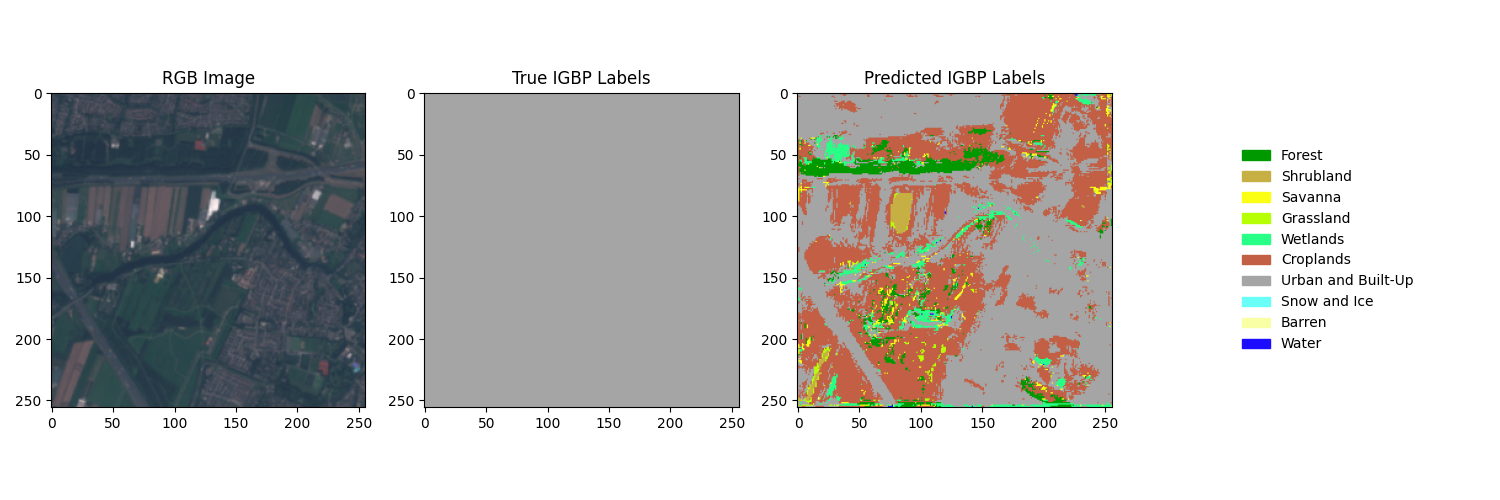 RGB Image
True IGBP Labels
Predicted IGBP Labels
0
50
100
150
200
250
0 50 100 150 200 250
0
50
100
150
200
250
0 50 100 150 200 250
0
50
100
150
200
250
0 50 100 150 200 250
Forest
Shrubland
Savanna
Grassland
Wetlands
Croplands
Urban and Built-Up
Snow and Ice
Barren
Water